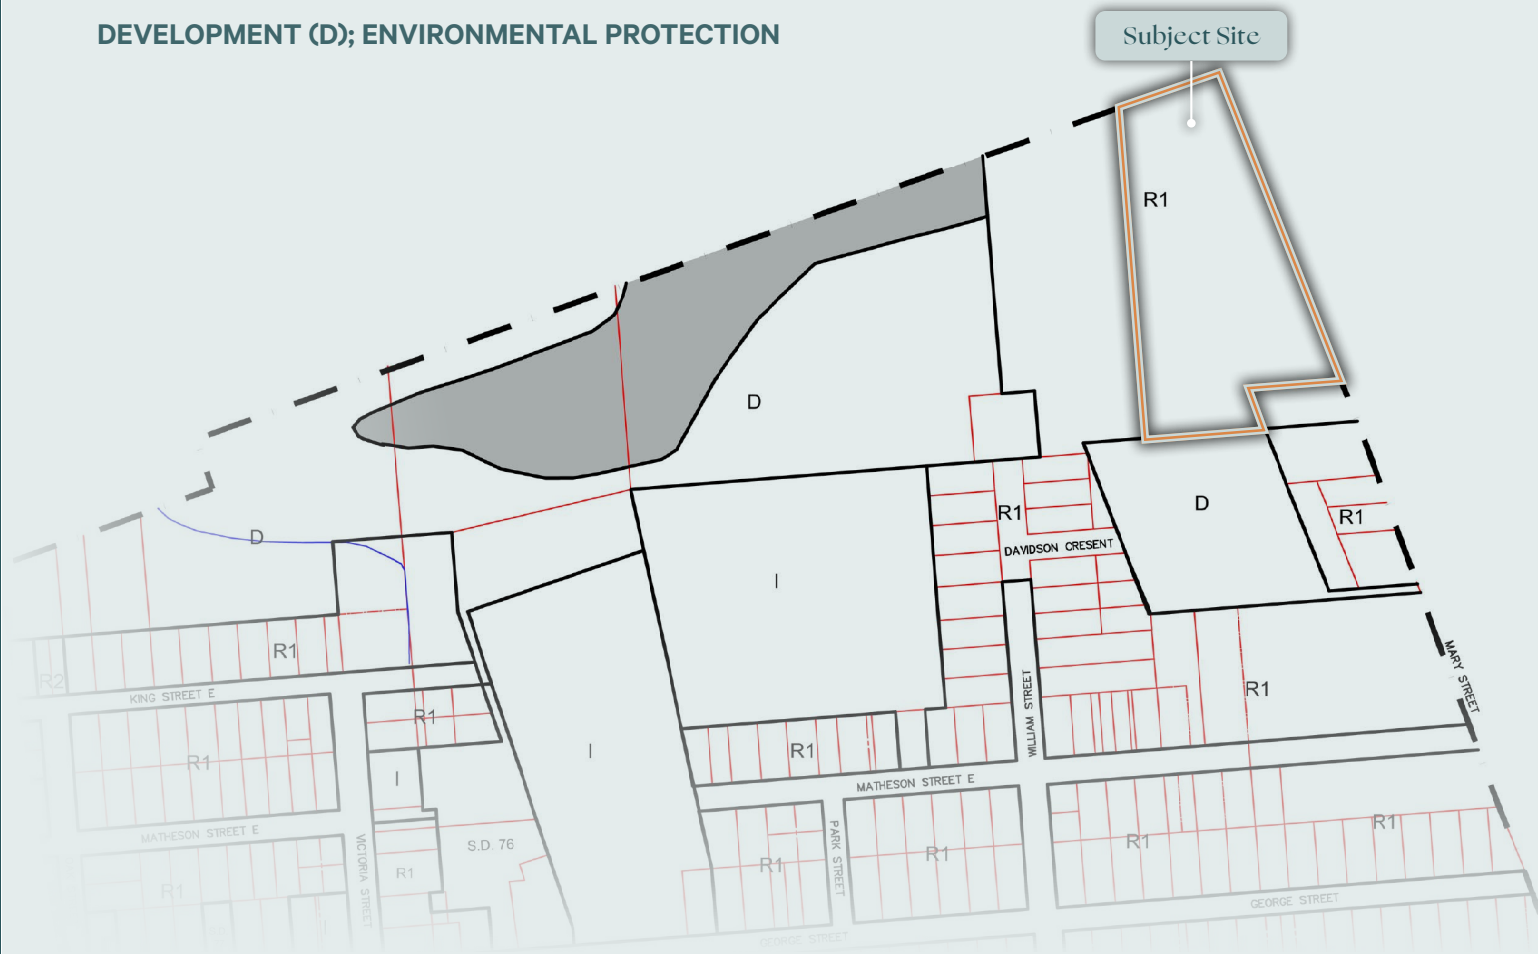 DEVELOPMENT (D); ENVIRONMENTAL PROTECTION
Subject Site
R1
D
R1
D
R1
DAVIDSON CRESENT
D
I
R1
R2
KING STREET E
R1
R1
MARY STREET
WILLIAM STREET
R1
I
R1
I
MATHESON STREET E
MATHESON STREET E
VICTORIA STREET
S.D. 76
PARK STREET
R1
R1
R1
R1
R1
R1
GEORGE STREET
GEORGE STREET